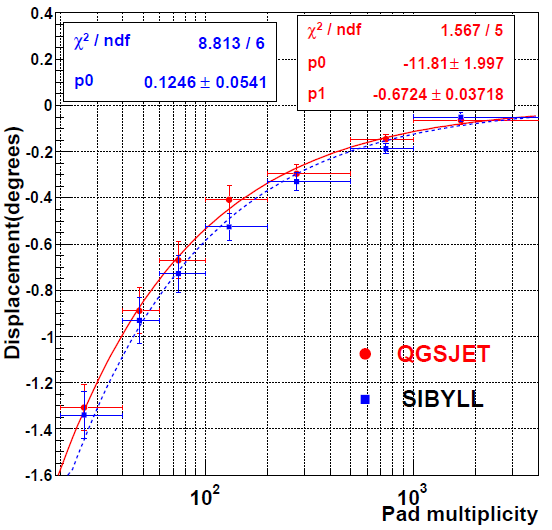 χ² / ndf 8.813 / 6
p0 0.1246 ± 0.0541
χ² / ndf 1.567 / 5
p0 -11.81± 1.997
p1 -0.6724 ± 0.03718
0.4
0.2
0
-0.2
-0.4
-0.6
-0.8
-1
-1.2
-1.4
-1.6
Displacement(degrees)
QGSJET
SIBYLL
10²
10³
Pad multiplicity